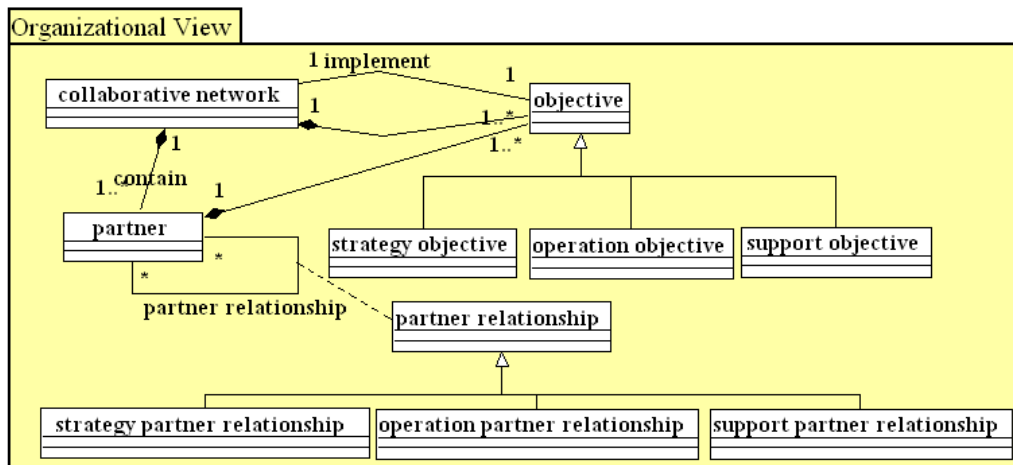 Organizational View
1 implement
1
collaborative network
objective
1
1..*
1
1..*
1..*
contain
1
partner
strategy objective
operation objective
support objective
*
*
partner relationship
partner relationship
strategy partner relationship
operation partner relationship
support partner relationship